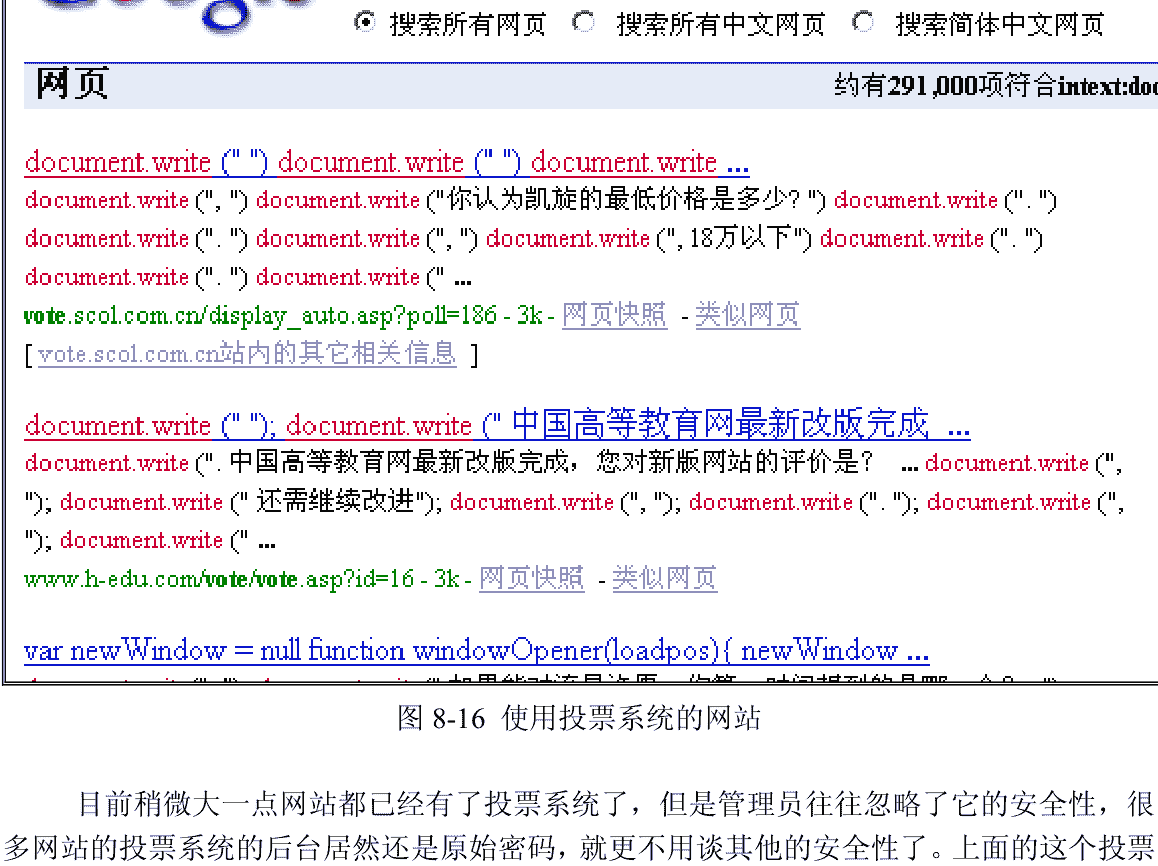 搜索所有网页 搜索所有中文网页 搜索简体中文网页
网页 约有291,000项符合intext:doc
document.write (" ") document.write (" ") document.write ...
document.write (", ") document.write ("你认为凯旋的最低价格是多少? ") document.write (". ")
document.write (". ") document.write (", ") document.write (", 18万以下") document.write (". ")
document.write (". ") document.write (" ...
vote.scol.com.cn/display_auto.asp?poll=186 - 3k - 网页快照 - 类似网页
[ vote.scol.com.cn站内的其它相关信息 ]
document.write (" "); document.write (" 中国高等教育网最新改版完成 ...
document.write (". 中国高等教育网最新改版完成，您对新版网站的评价是？ ... document.write (",
"); document.write (" 还需继续改进"); document.write (", "); document.write (". "); document.write (",
"); document.write (" ...
www.h-edu.com/vote/vote.asp?id=16 - 3k - 网页快照 - 类似网页
var newWindow = null function windowOpener(loadpos){ newWindow ...
图 8-16 使用投票系统的网站
目前稍微大一点网站都已经有了投票系统了，但是管理员往往忽略了它的安全性，很
多网站的投票系统的后台居然还是原始密码，就更不用谈其他的安全性了。上面的这个投票